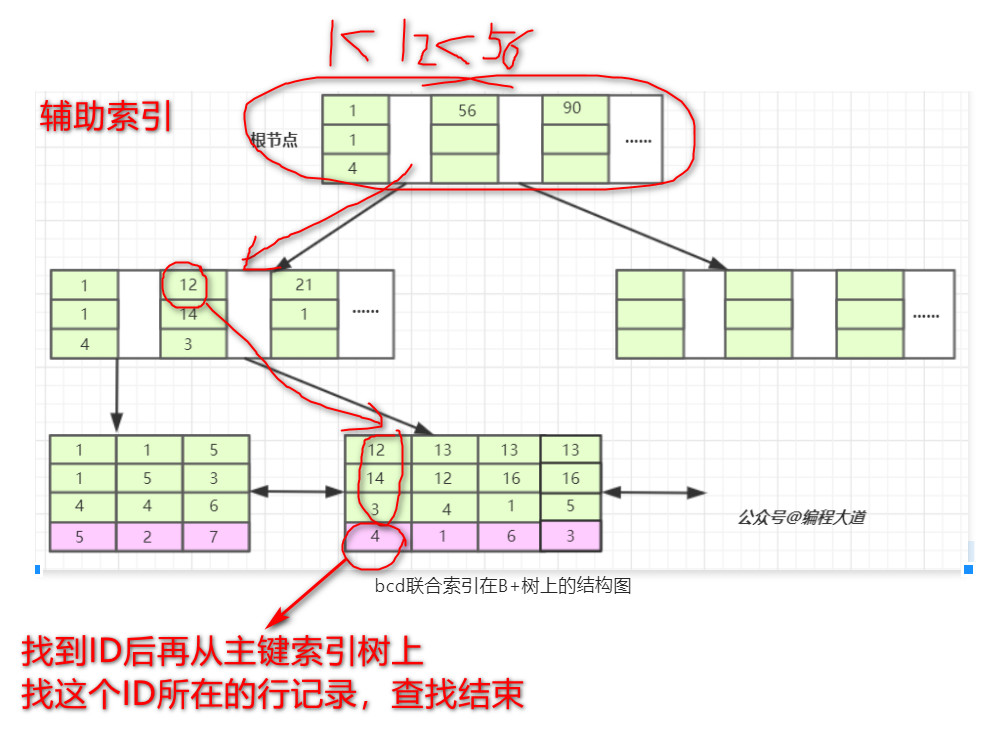 1<12<56
辅助索引
根节点
1 56 90
1 ......
4
1 12 21
1 14 1 ......
4 3
......
1 1 5
1 5 3
4 4 6
5 2 7
12 13 13 13
14 12 16 16
3 4 1 5
4 1 6 3
公众号@编程大道
bcd联合索引在B+树上的结构图
找到ID后再从主键索引树上
找这个ID所在的行记录，查找结束